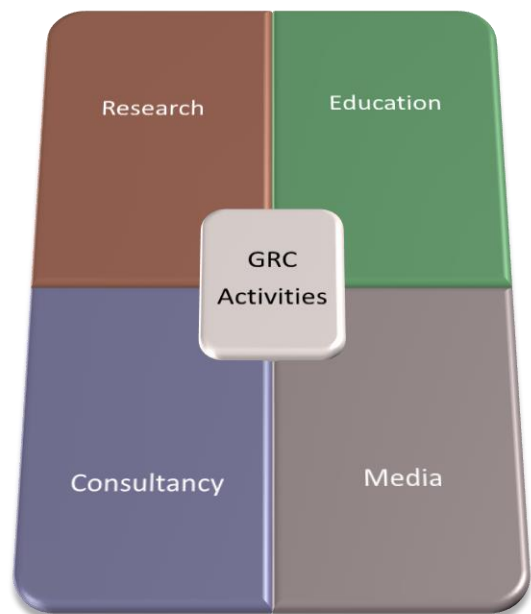 Research
Education
GRC
Activities
Consultancy
Media